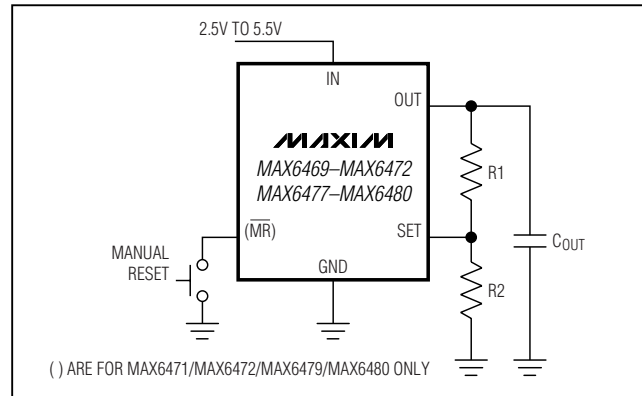 2.5V TO 5.5V
IN
OUT
MAXIM
MAX6469–MAX6472
MAX6477–MAX6480
R1
(M̅R̅)
SET
COUT
MANUAL
RESET
GND
R2
( ) ARE FOR MAX6471/MAX6472/MAX6479/MAX6480 ONLY